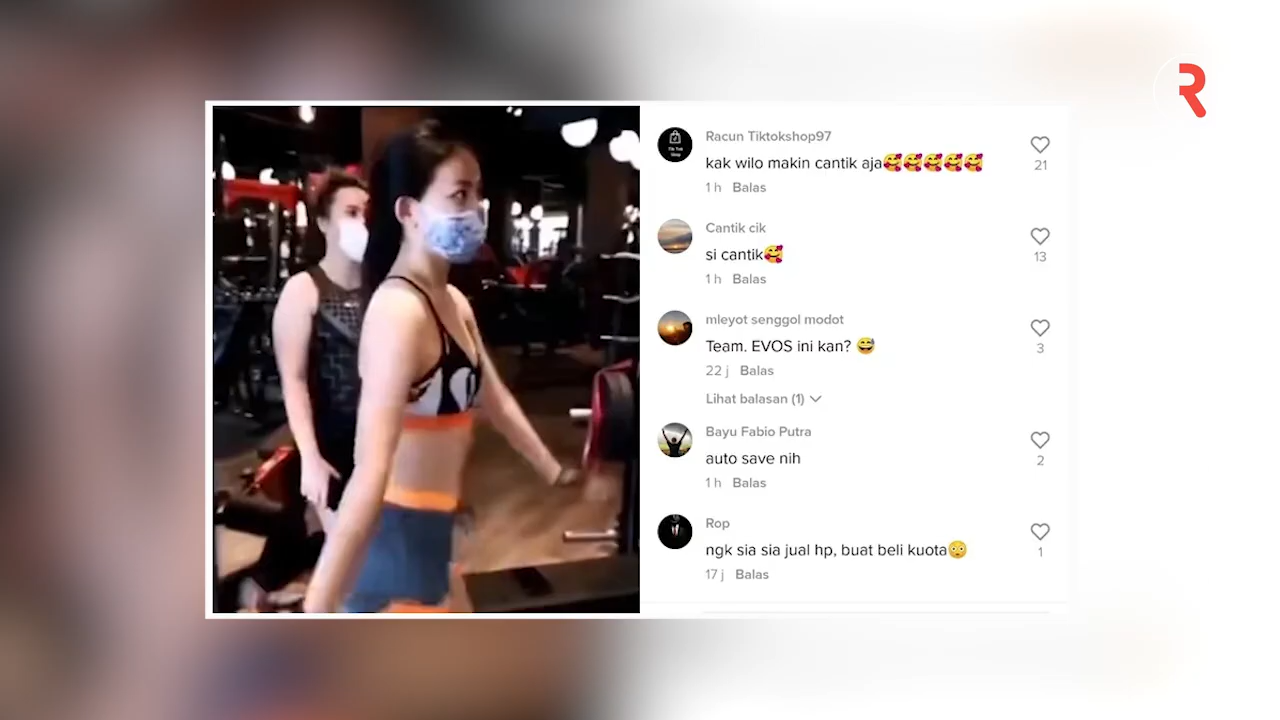 R
Racun Tiktokshop97
kak wilo makin cantik aja🥰🥰🥰🥰🥰
1 h Balas
21
Cantik cik
si cantik🥰
1 h Balas
13
mleyot senggol modot
Team. EVOS ini kan? 😅
22 j Balas
3
Lihat balasan (1)
Bayu Fabio Putra
auto save nih
1 h Balas
2
Rop
ngk sia sia jual hp, buat beli kuota😳
17 j Balas
1